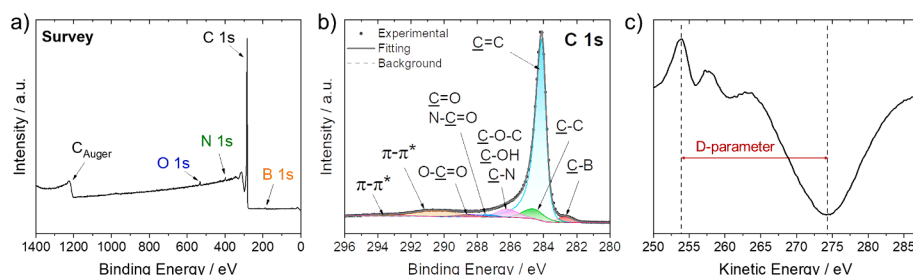 a)
Survey
C 1s
C_Auger
O 1s
N 1s
B 1s
Intensity / a.u.
1400 1200 1000 800 600 400 200
Binding Energy / eV
b)
Experimental
Fitting
Background
C 1s
C=C
C=O
N-C=O
C-O-C
C-OH
C-N
C-C
C-B
O-C=O
π-π*
π-π*
Intensity / a.u.
296 294 292 290 288 286 284 282 280
Binding Energy / eV
c)
D-parameter
Intensity / a.u.
250 255 260 265 270 275 280 285
Kinetic Energy / eV